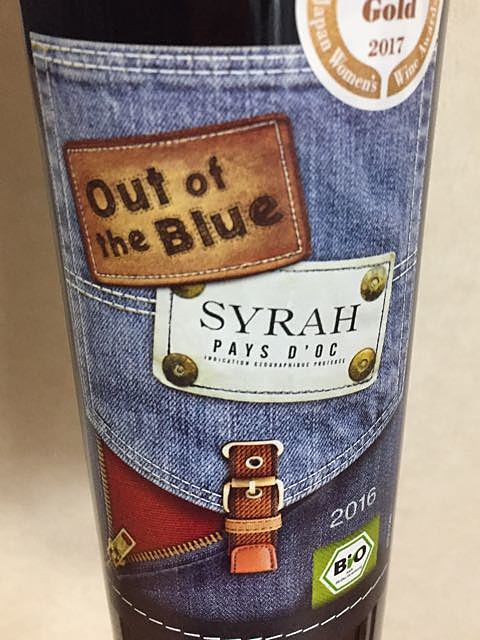 Gold
2017
Japan Women's Wine Awards
Out of
the Blue
SYRAH
PAYS D'OC
INDICATION GÉOGRAPHIQUE PROTÉGÉE
2016
BiO